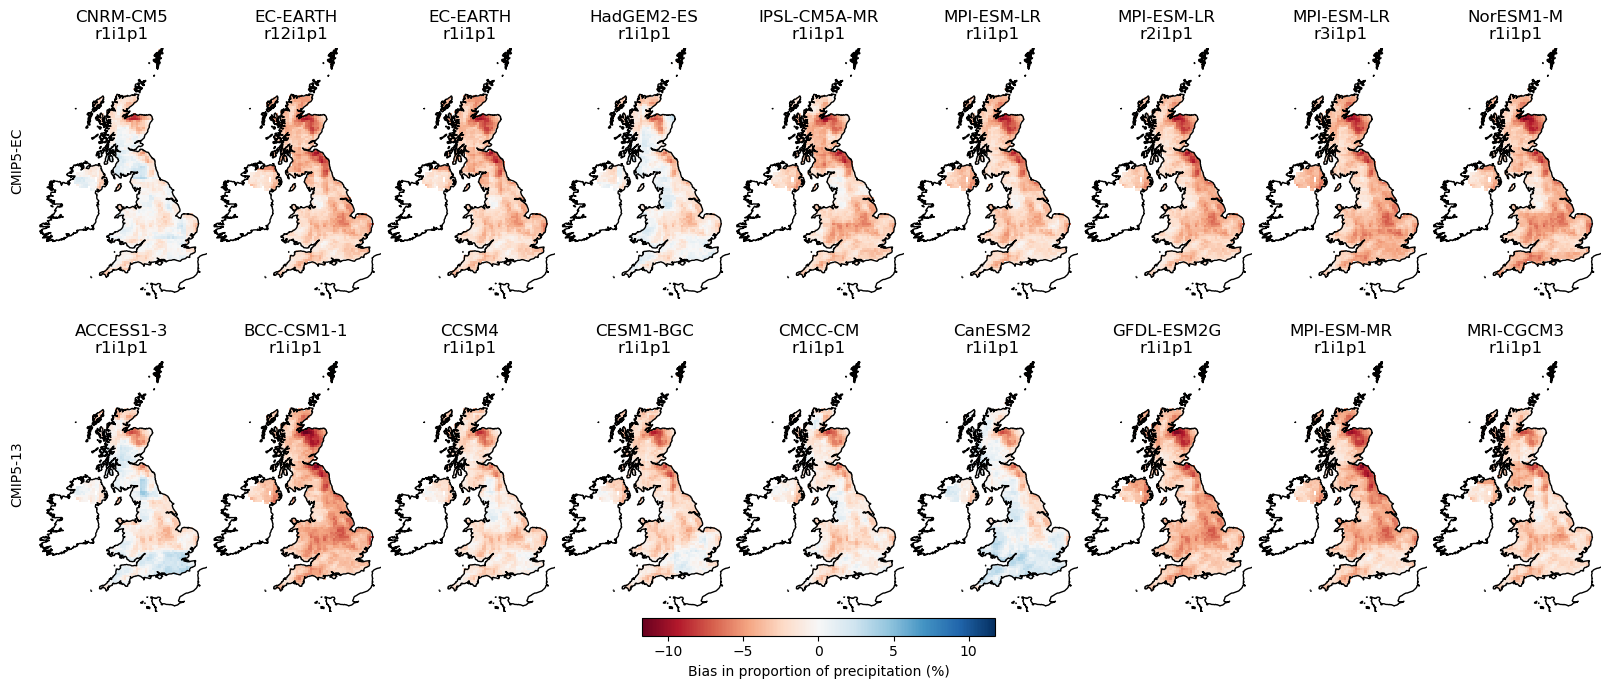 CNRM-CM5
r1i1p1
EC-EARTH
r12i1p1
EC-EARTH
r1i1p1
HadGEM2-ES
r1i1p1
IPSL-CM5A-MR
r1i1p1
MPI-ESM-LR
r1i1p1
MPI-ESM-LR
r2i1p1
MPI-ESM-LR
r3i1p1
NorESM1-M
r1i1p1
CMIP5-EC
ACCESS1-3
r1i1p1
BCC-CSM1-1
r1i1p1
CCSM4
r1i1p1
CESM1-BGC
r1i1p1
CMCC-CM
r1i1p1
CanESM2
r1i1p1
GFDL-ESM2G
r1i1p1
MPI-ESM-MR
r1i1p1
MRI-CGCM3
r1i1p1
CMIP5-13
−10 −5 0 5 10
Bias in proportion of precipitation (%)